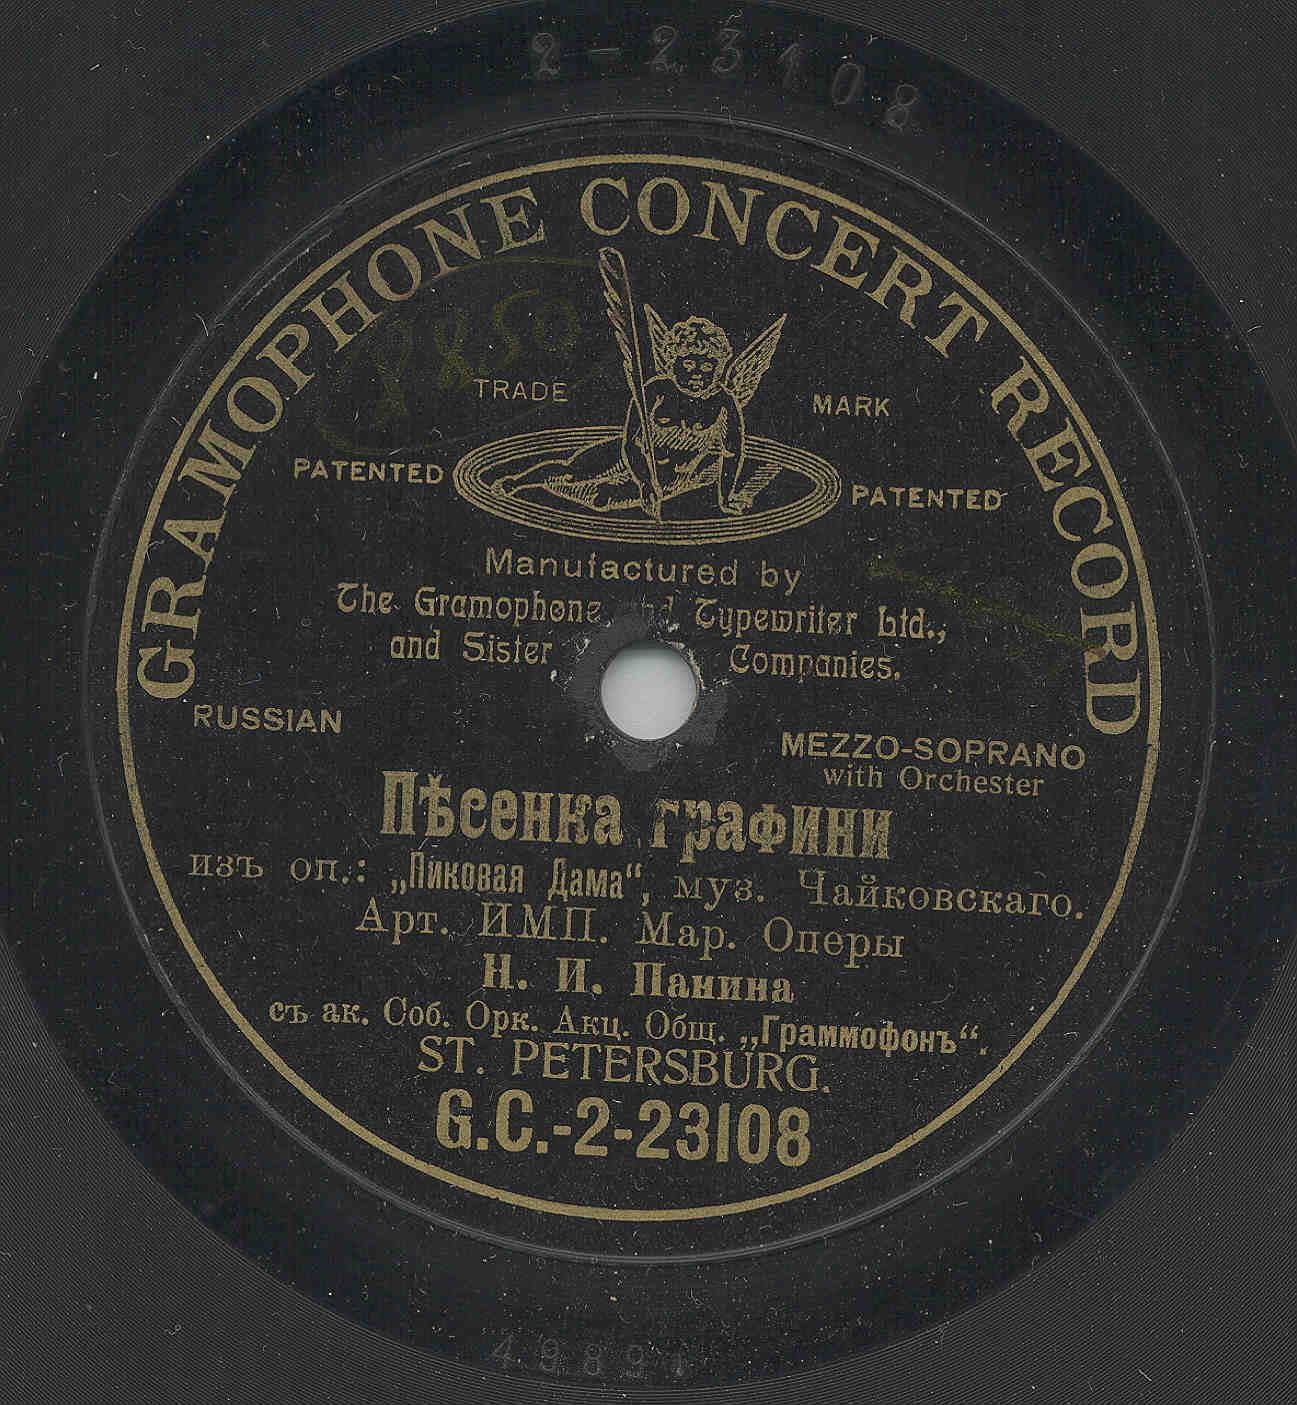 2-23108
GRAMOPHONE CONCERT RECORD
TRADE MARK
PATENTED PATENTED
Manufactured by
The Gramophone Typewriter Ltd.,
and Sister Companies.
RUSSIAN
MEZZO-SOPRANO
with Orchester
Пѣсенка графини
изъ оп.: „Пиковая Дама“, муз. Чайковскаго.
Арт. ИМП. Мар. Оперы
Н. И. Панина
съ ак. Соб. Орк. Акц. Общ. „Граммофонъ“.
ST. PETERSBURG.
G.C.-2-23108